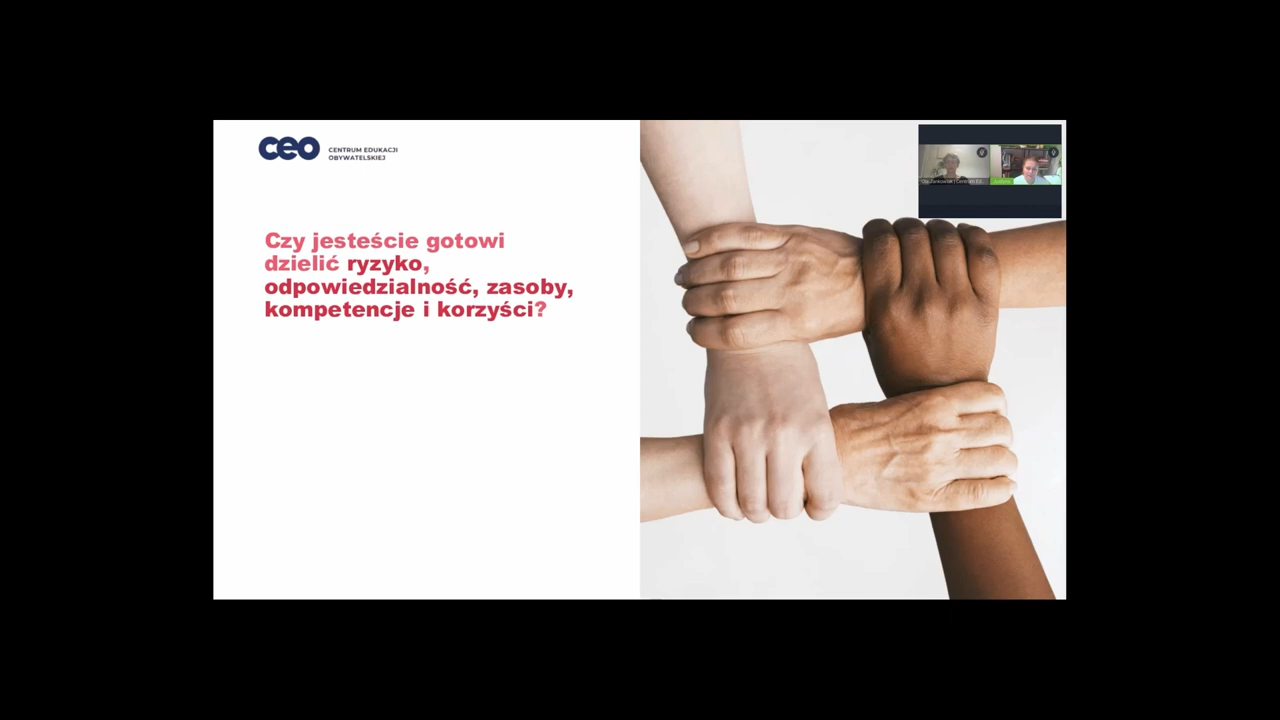 ceo
CENTRUM EDUKACJI
OBYWATELSKIEJ
Czy jesteście gotowi
dzielić ryzyko,
odpowiedzialność, zasoby,
kompetencje i korzyści?